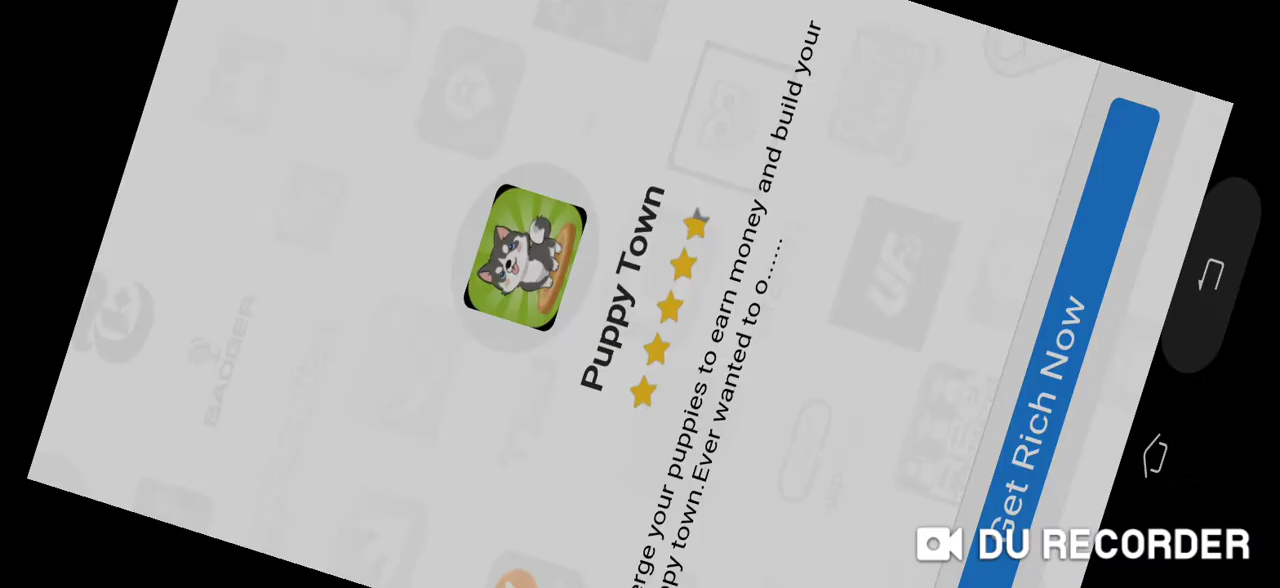 Puppy Town
erge your puppies to earn money and build your
ppy town.Ever wanted to o......
Get Rich Now
BADGER
DU RECORDER